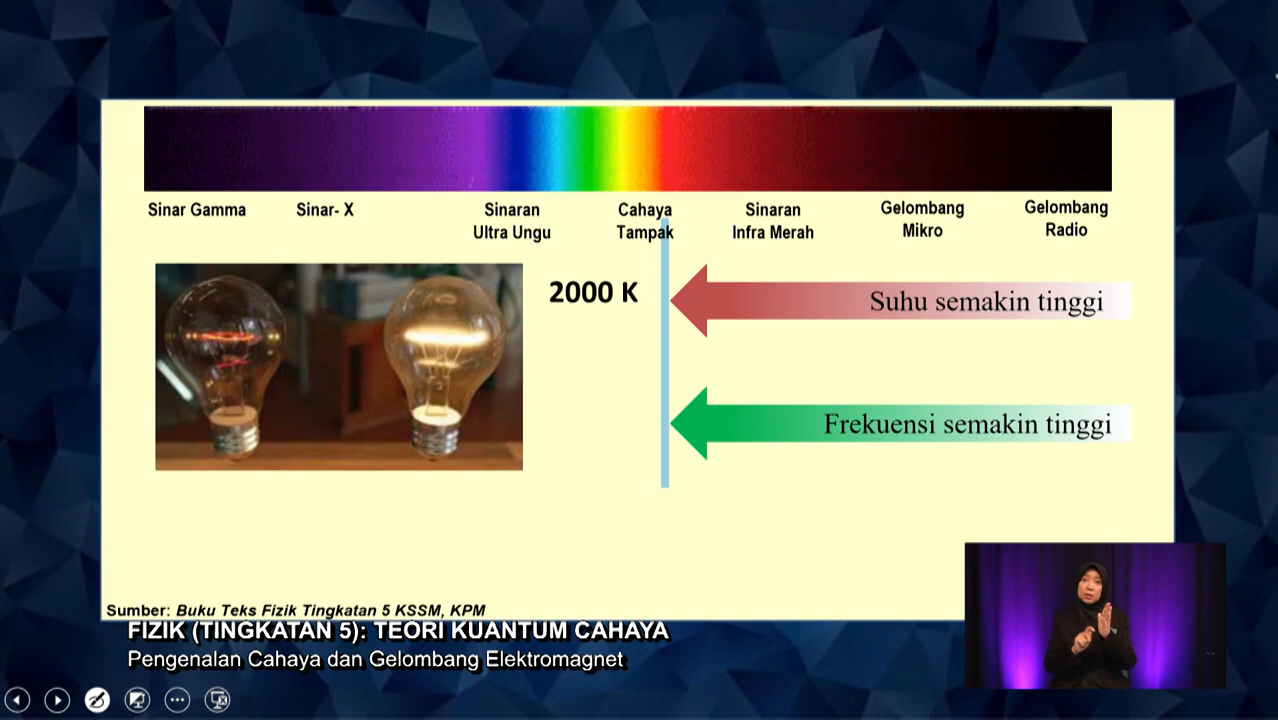 Sinar Gamma
Sinar- X
Sinaran
Ultra Ungu
Cahaya
Tampak
Sinaran
Infra Merah
Gelombang
Mikro
Gelombang
Radio
2000 K
Suhu semakin tinggi
Frekuensi semakin tinggi
Sumber: Buku Teks Fizik Tingkatan 5 KSSM, KPM
FIZIK (TINGKATAN 5): TEORI KUANTUM CAHAYA
Pengenalan Cahaya dan Gelombang Elektromagnet